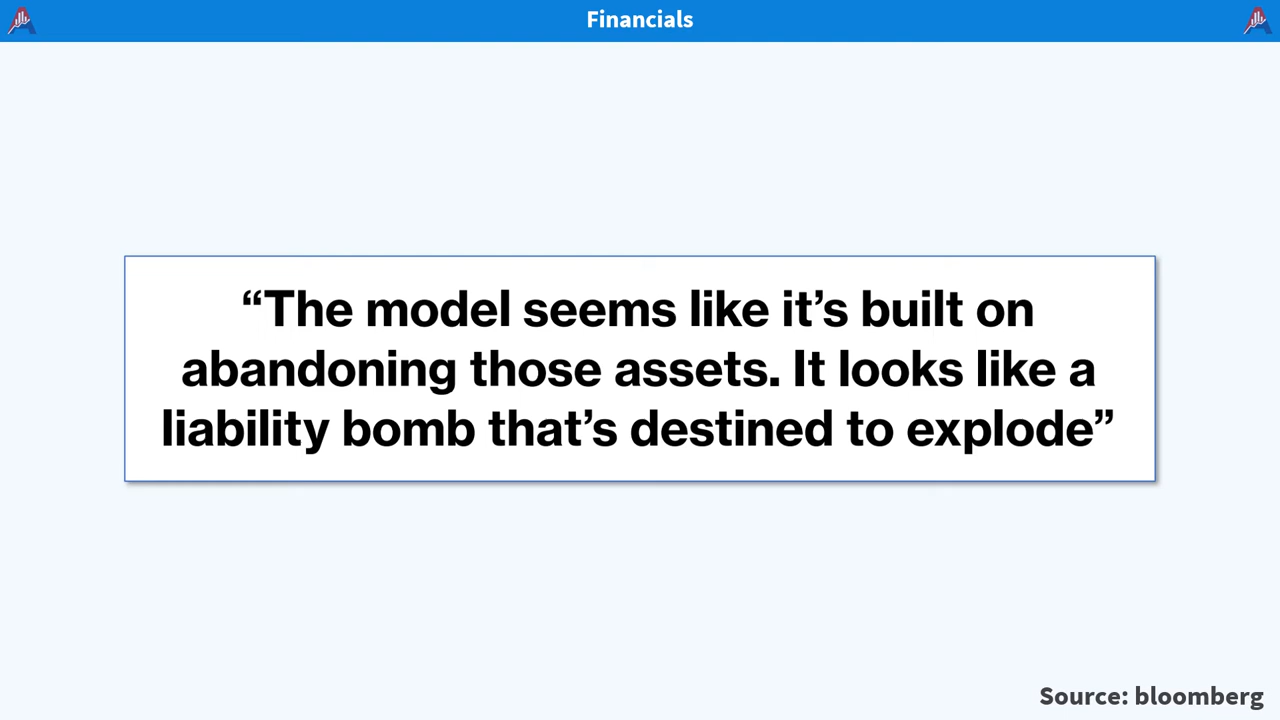 Financials
“The model seems like it’s built on
abandoning those assets. It looks like a
liability bomb that’s destined to explode”
Source: bloomberg